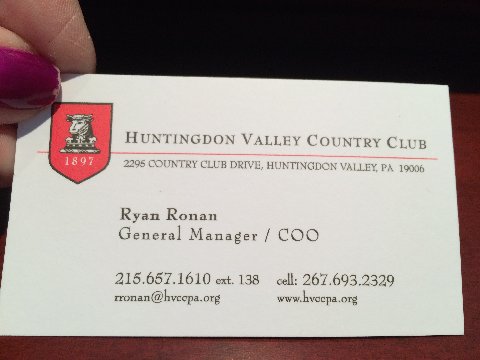 HUNTINGDON VALLEY COUNTRY CLUB
1897
2295 COUNTRY CLUB DRIVE, HUNTINGDON VALLEY, PA 19006
Ryan Ronan
General Manager / COO
215.657.1610 ext. 138 cell: 267.693.2329
rronan@hvccpa.org www.hvccpa.org